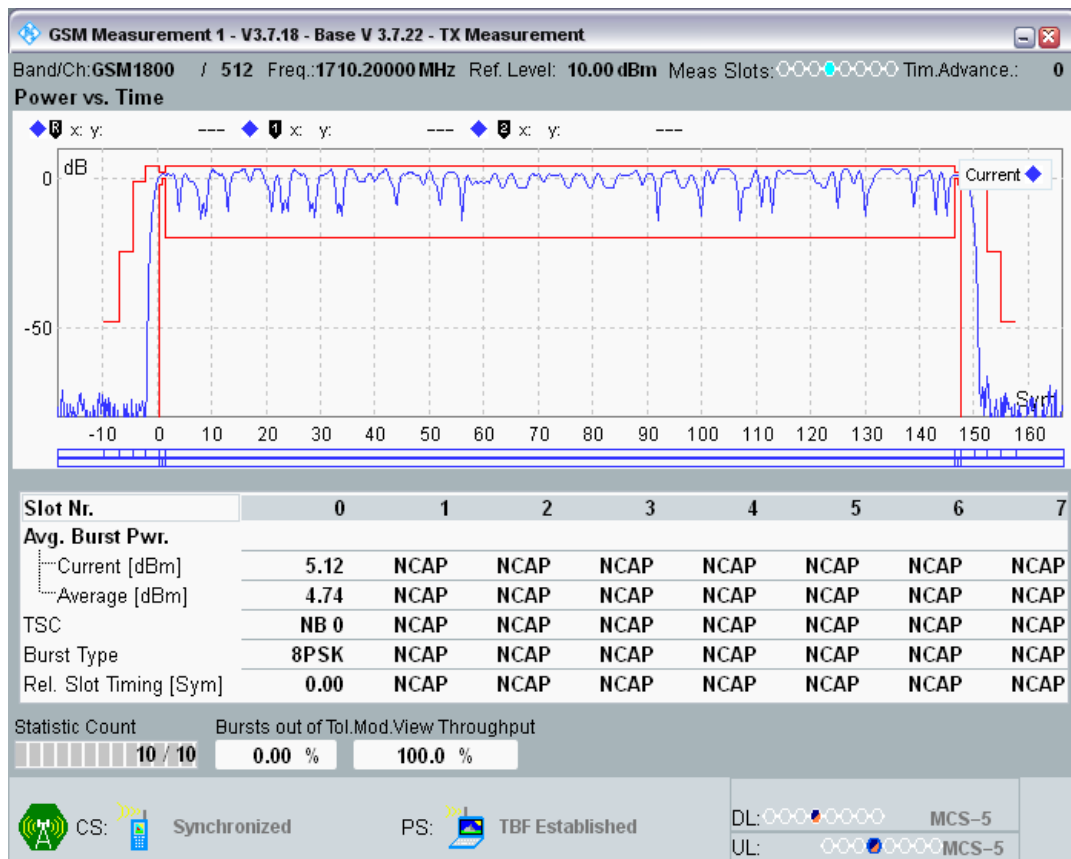 GSM Measurement 1 - V3.7.18 - Base V 3.7.22 - TX Measurement
Band/Ch:GSM1800 / 512 Freq.:1710.20000 MHz Ref. Level: 10.00 dBm Meas Slots: Tim.Advance.: 0
Power vs. Time
R x: y: --- 1 x: y: --- 2 x: y: ---
dB
0
Current
-50
Sym
-10 0 10 20 30 40 50 60 70 80 90 100 110 120 130 140 150 160
Slot Nr. 0 1 2 3 4 5 6 7
Avg. Burst Pwr.
Current [dBm] 5.12 NCAP NCAP NCAP NCAP NCAP NCAP NCAP
Average [dBm] 4.74 NCAP NCAP NCAP NCAP NCAP NCAP NCAP
TSC NB 0 NCAP NCAP NCAP NCAP NCAP NCAP NCAP
Burst Type 8PSK NCAP NCAP NCAP NCAP NCAP NCAP NCAP
Rel. Slot Timing [Sym] 0.00 NCAP NCAP NCAP NCAP NCAP NCAP NCAP
Statistic Count Bursts out of Tol.Mod.View Throughput
10 / 10 0.00 % 100.0 %
CS: Synchronized PS: TBF Established
DL: MCS-5
UL: MCS-5